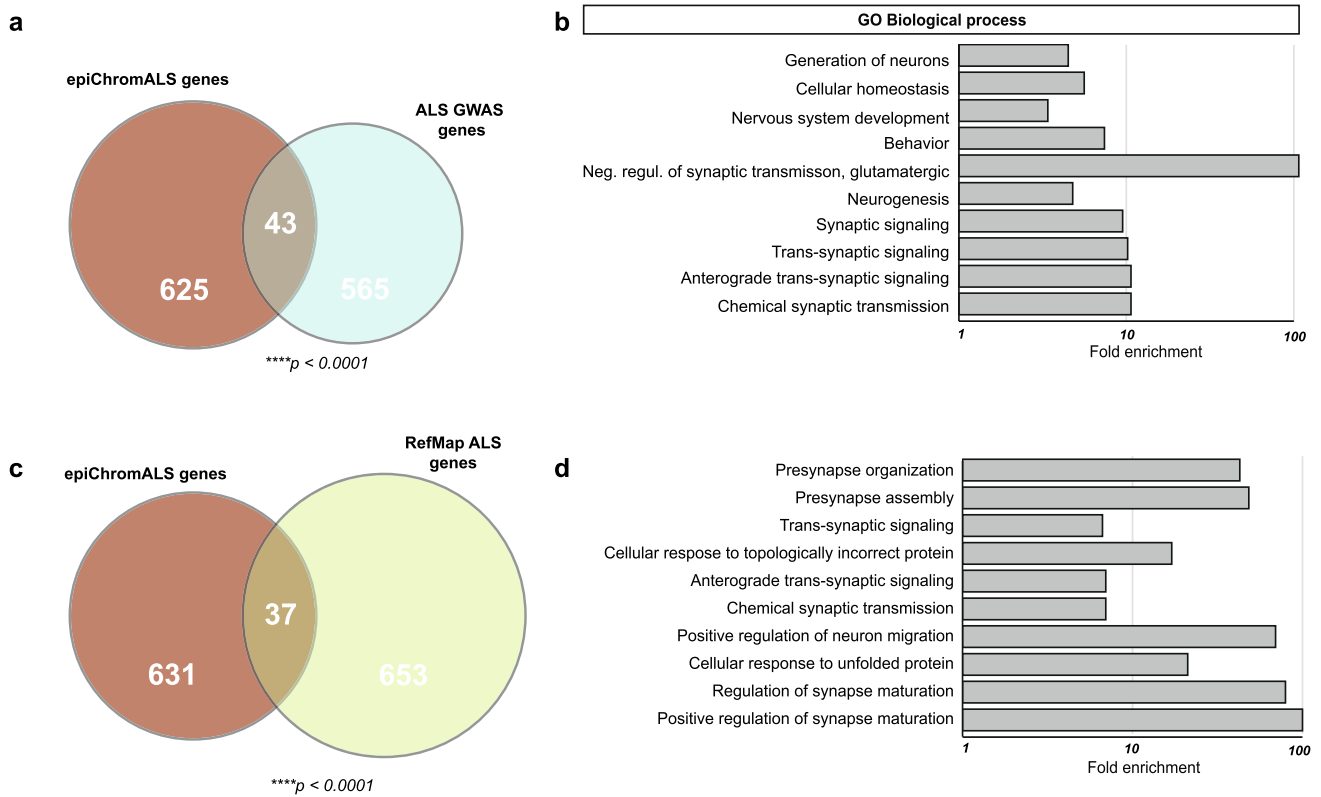 a
epiChromALS genes
ALS GWAS
genes
43
625
565
****p < 0.0001
b
GO Biological process
Generation of neurons
Cellular homeostasis
Nervous system development
Behavior
Neg. regul. of synaptic transmisson, glutamatergic
Neurogenesis
Synaptic signaling
Trans-synaptic signaling
Anterograde trans-synaptic signaling
Chemical synaptic transmission
1 10 100
Fold enrichment
c
epiChromALS genes
RefMap ALS
genes
37
631
653
****p < 0.0001
d
Presynapse organization
Presynapse assembly
Trans-synaptic signaling
Cellular respose to topologically incorrect protein
Anterograde trans-synaptic signaling
Chemical synaptic transmission
Positive regulation of neuron migration
Cellular response to unfolded protein
Regulation of synapse maturation
Positive regulation of synapse maturation
1 10 100
Fold enrichment